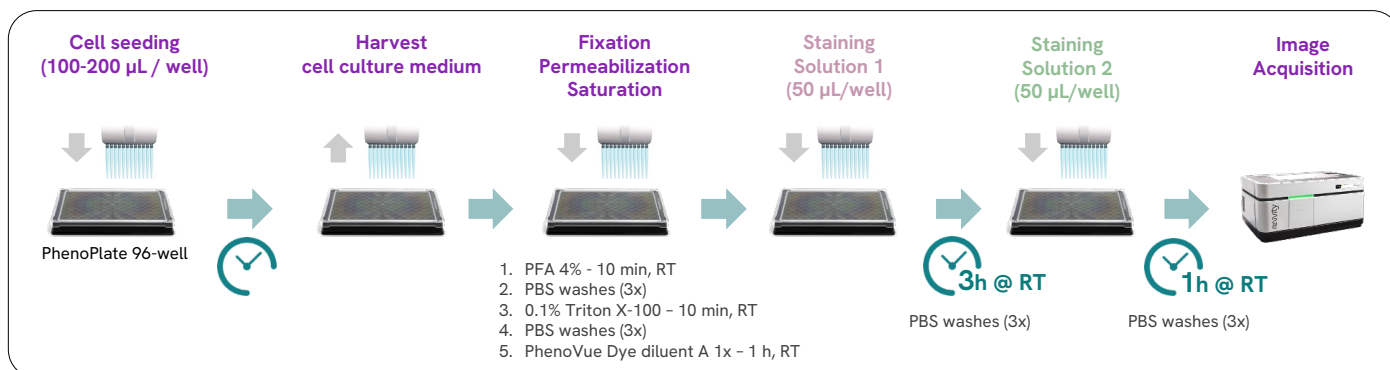 Cell seeding
(100-200 µL / well)
Harvest
cell culture medium
Fixation
Permeabilization
Saturation
Staining
Solution 1
(50 µL/well)
Staining
Solution 2
(50 µL/well)
Image
Acquisition
PhenoPlate 96-well
1. PFA 4% - 10 min, RT
2. PBS washes (3x)
3. 0.1% Triton X-100 – 10 min, RT
4. PBS washes (3x)
5. PhenoVue Dye diluent A 1x – 1 h, RT
3h @ RT
PBS washes (3x)
1h @ RT
PBS washes (3x)
revvity